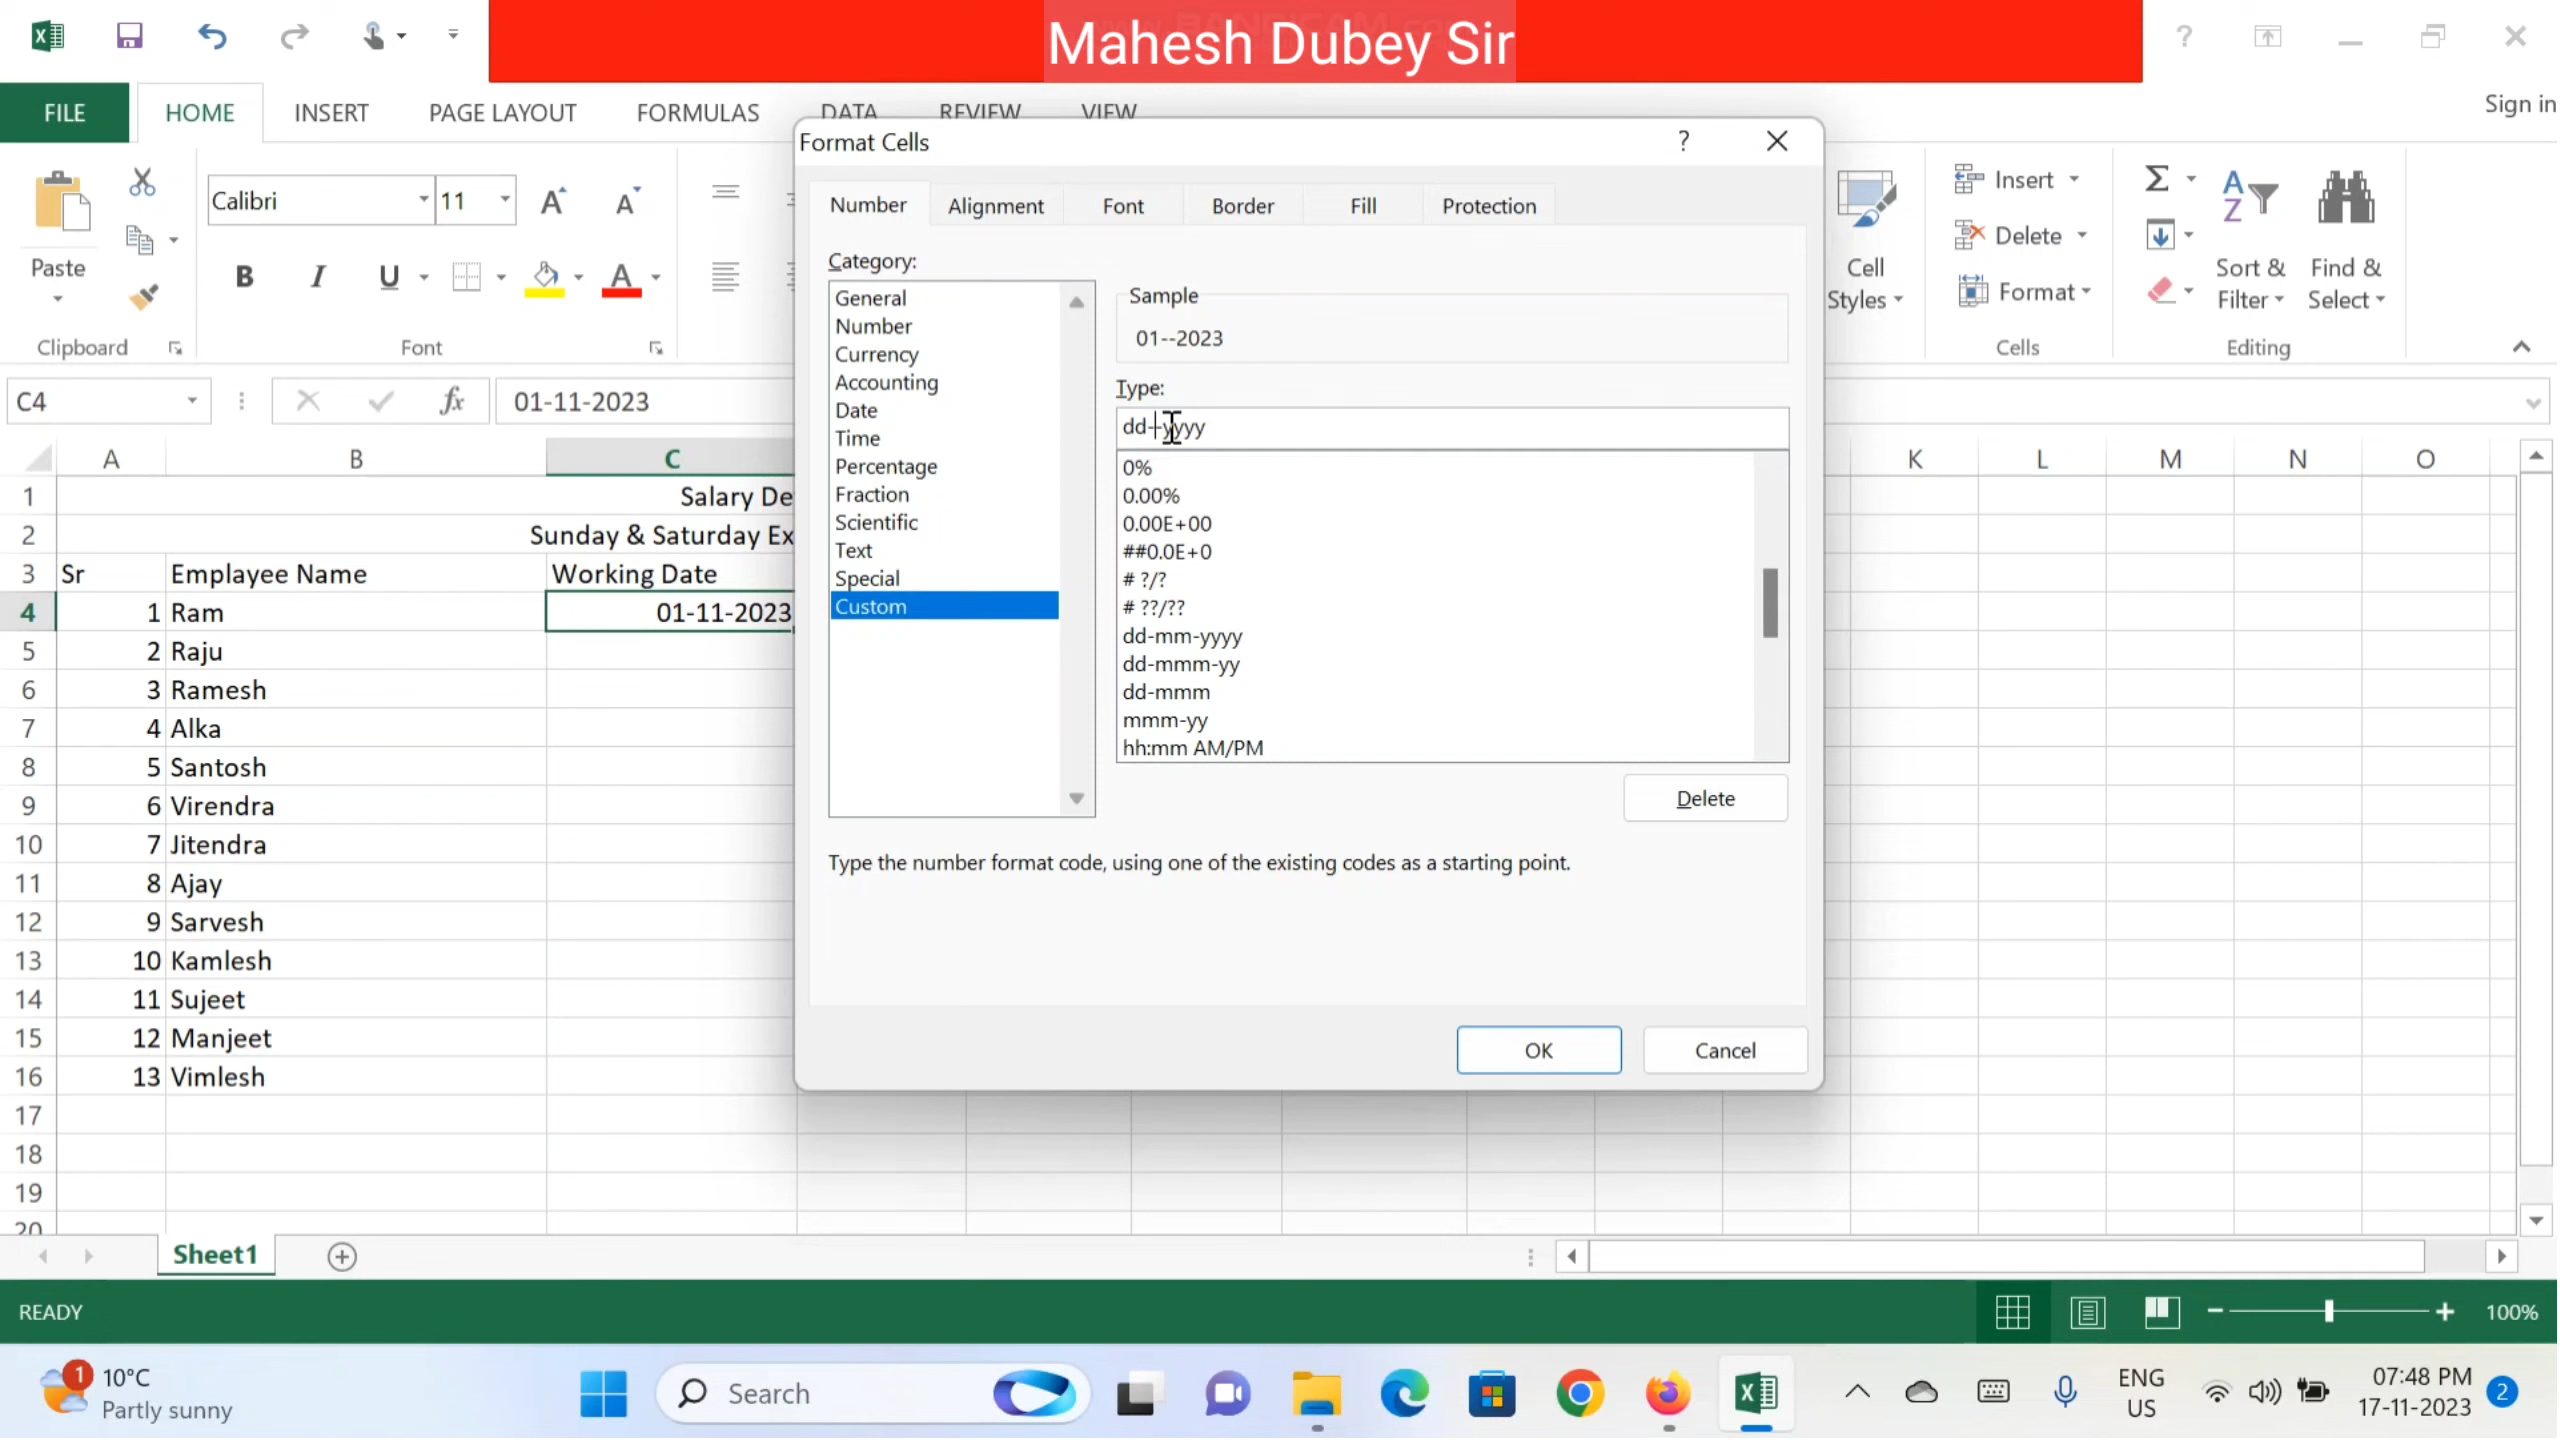 Mahesh Dubey Sir
Sign in
FILE HOME INSERT PAGE LAYOUT FORMULAS DATA REVIEW VIEW
Paste
Clipboard
Calibri 11
B I U A
Font
Cell Styles
Insert
Delete
Format
Cells
Sort & Filter
Find & Select
Editing
C4 fx 01-11-2023
Format Cells ?
Number Alignment Font Border Fill Protection
Category:
General
Number
Currency
Accounting
Date
Time
Percentage
Fraction
Scientific
Text
Special
Custom
Sample
01--2023
Type:
dd--yyyy
0%
0.00%
0.00E+00
##0.0E+0
# ?/?
# ??/??
dd-mm-yyyy
dd-mmm-yy
dd-mmm
mmm-yy
hh:mm AM/PM
Delete
Type the number format code, using one of the existing codes as a starting point.
OK Cancel
A B C K L M N O
1 Salary De
2 Sunday & Saturday Ex
3 Sr Employee Name Working Date
4 1 Ram 01-11-2023
5 2 Raju
6 3 Ramesh
7 4 Alka
8 5 Santosh
9 6 Virendra
10 7 Jitendra
11 8 Ajay
12 9 Sarvesh
13 10 Kamlesh
14 11 Sujeet
15 12 Manjeet
16 13 Vimlesh
17
18
19
20
Sheet1
READY
100%
1 10°C
Partly sunny
Search
ENG
US
07:48 PM
17-11-2023
2